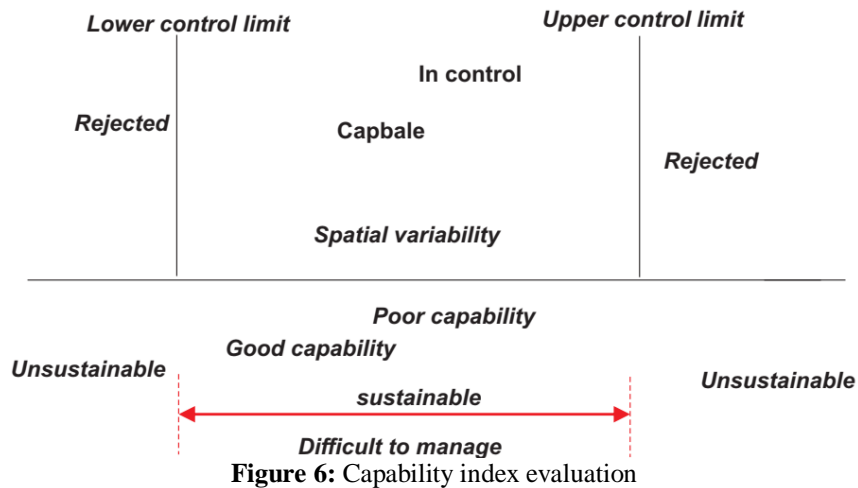 Lower control limit
Upper control limit
In control
Rejected
Capbale
Rejected
Spatial variability
Poor capability
Good capability
Unsustainable
Unsustainable
sustainable
Difficult to manage
Figure 6: Capability index evaluation